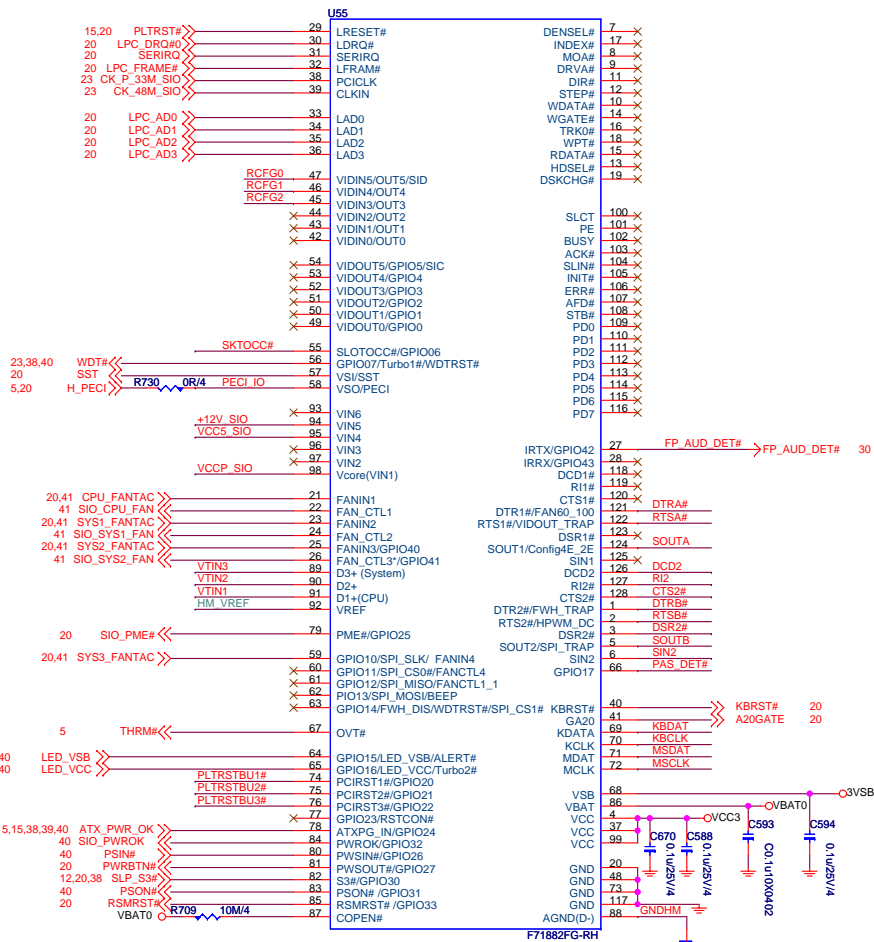 U55
15,20 PLTRST# 29 LRESET# DENSEL# 7
20 LPC_DRQ#0 30 LDRQ# INDEX# 17
20 SERIRQ 31 SERIRQ MOA# 8
20 LPC_FRAME# 32 LFRAM# DRVA# 9
23 CK_P_33M_SIO 38 PCICLK DIR# 11
23 CK_48M_SIO 39 CLKIN STEP# 12
WDATA# 10
20 LPC_AD0 33 LAD0 WGATE# 14
20 LPC_AD1 34 LAD1 TRK0# 16
20 LPC_AD2 35 LAD2 WPT# 18
20 LPC_AD3 36 LAD3 RDATA# 15
HDSEL# 13
RCFG0 47 VIDIN5/OUT5/SID DSKCHG# 19
RCFG1 46 VIDIN4/OUT4
RCFG2 45 VIDIN3/OUT3
44 VIDIN2/OUT2 SLCT 100
43 VIDIN1/OUT1 PE 101
42 VIDIN0/OUT0 BUSY 102
ACK# 103
54 VIDOUT5/GPIO5/SIC SLIN# 104
53 VIDOUT4/GPIO4 INIT# 105
52 VIDOUT3/GPIO3 ERR# 106
51 VIDOUT2/GPIO2 AFD# 107
50 VIDOUT1/GPIO1 STB# 108
49 VIDOUT0/GPIO0 PD0 109
PD1 110
SKTOCC# 55 SLOTOCC#/GPIO06 PD2 111
23,38,40 WDT# 56 GPIO07/Turbo1#/WDTRST# PD3 112
20 SST 57 VSI/SST PD4 113
5,20 H_PECI R730 0R/4 PECI_IO 58 VSO/PECI PD5 114
PD6 115
93 VIN6 PD7 116
+12V_SIO 94 VIN5
VCC5_SIO 95 VIN4
96 VIN3 IRTX/GPIO42 27 FP_AUD_DET# FP_AUD_DET# 30
97 VIN2 IRRX/GPIO43 28
VCCP_SIO 98 Vcore(VIN1) DCD1# 118
RI1# 119
20,41 CPU_FANTAC 21 FANIN1 CTS1# 120
41 SIO_CPU_FAN 22 FAN_CTL1 DTR1#/FAN60_100 121 DTRA#
20,41 SYS1_FANTAC 23 FANIN2 RTS1#/VIDOUT_TRAP 122 RTSA#
41 SIO_SYS1_FAN 24 FAN_CTL2 DSR1# 123
20,41 SYS2_FANTAC 25 FANIN3/GPIO40 SOUT1/Config4E_2E 124 SOUTA
41 SIO_SYS2_FAN 26 FAN_CTL3*/GPIO41 SIN1 125
VTIN3 89 D3+ (System) DCD2 126 DCD2
VTIN2 90 D2+ RI2# 127 RI2
VTIN1 91 D1+(CPU) CTS2# 128 CTS2#
HM_VREF 92 VREF DTR2#/FWH_TRAP 1 DTRB#
RTS2#/HPWM_DC 2 RTSB#
20 SIO_PME# 79 PME#/GPIO25 DSR2# 3 DSR2#
SOUT2/SPI_TRAP 5 SOUTB
20,41 SYS3_FANTAC 59 GPIO10/SPI_SLK/ FANIN4 SIN2 6 SIN2
60 GPIO11/SPI_CS0#/FANCTL4 GPIO17 66 PAS_DET#
61 GPIO12/SPI_MISO/FANCTL1_1
62 PIO13/SPI_MOSI/BEEP
63 GPIO14/FWH_DIS/WDTRST#/SPI_CS1# KBRST# 40 KBRST# 20
GA20 41 A20GATE 20
5 THRM# 67 OVT# KDATA 69 KBDAT
KCLK 70 KBCLK
40 LED_VSB 64 GPIO15/LED_VSB/ALERT# MDAT 71 MSDAT
40 LED_VCC 65 GPIO16/LED_VCC/Turbo2# MCLK 72 MSCLK
PLTRSTBU1# 74 PCIRST1#/GPIO20
PLTRSTBU2# 75 PCIRST2#/GPIO21 VSB 68 3VSB
PLTRSTBU3# 76 PCIRST3#/GPIO22 VBAT 86 VBAT0
77 GPIO23/RSTCON# VCC 4 VCC3
5,15,38,39,40 ATX_PWR_OK 78 ATXPG_IN/GPIO24 VCC 37
40 SIO_PWROK 84 PWROK/GPIO32 VCC 99
C670 0.1u/25V/4 C588 0.1u/25V/4 C593 C0.1u10X0402 C594 0.1u/25V/4
40 PSIN# 80 PWSIN#/GPIO26
20 PWRBTN# 81 PWSOUT#/GPIO27 GND 20
12,20,38 SLP_S3# 82 S3#/GPIO30 GND 48
40 PSON# 83 PSON# /GPIO31 GND 73
20 RSMRST# 85 RSMRST# /GPIO33 GND 117
VBAT0 R709 10M/4 87 COPEN# AGND(D-) 88 GNDHM
F71882FG-RH